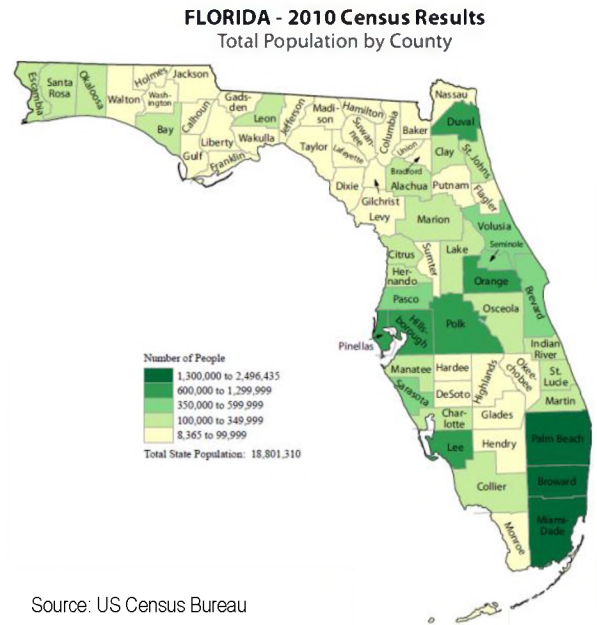 FLORIDA - 2010 Census Results
Total Population by County
Escambia
Santa
Rosa
Okaloosa
Walton
Holmes
Wash-
ington
Jackson
Bay
Calhoun
Gulf
Liberty
Gads-
den
Franklin
Leon
Wakulla
Jefferson
Madi-
son
Taylor
Hamilton
Suwan-
nee
Lafayette
Columbia
Dixie
Gilchrist
Levy
Baker
Union
Bradford
Alachua
Nassau
Duval
Clay
St. Johns
Putnam
Flagler
Marion
Volusia
Citrus
Sumter
Lake
Seminole
Her-
nando
Orange
Pasco
Brevard
Pinellas
Hills-
borough
Polk
Osceola
Indian
River
Manatee
Hardee
Highlands
Okee-
chobee
St.
Lucie
Sarasota
DeSoto
Martin
Char-
lotte
Glades
Lee
Hendry
Palm Beach
Collier
Broward
Monroe
Miami-
Dade
Number of People
1,300,000 to 2,496,435
600,000 to 1,299,999
350,000 to 599,999
100,000 to 349,999
8,365 to 99,999
Total State Population: 18,801,310
Source: US Census Bureau